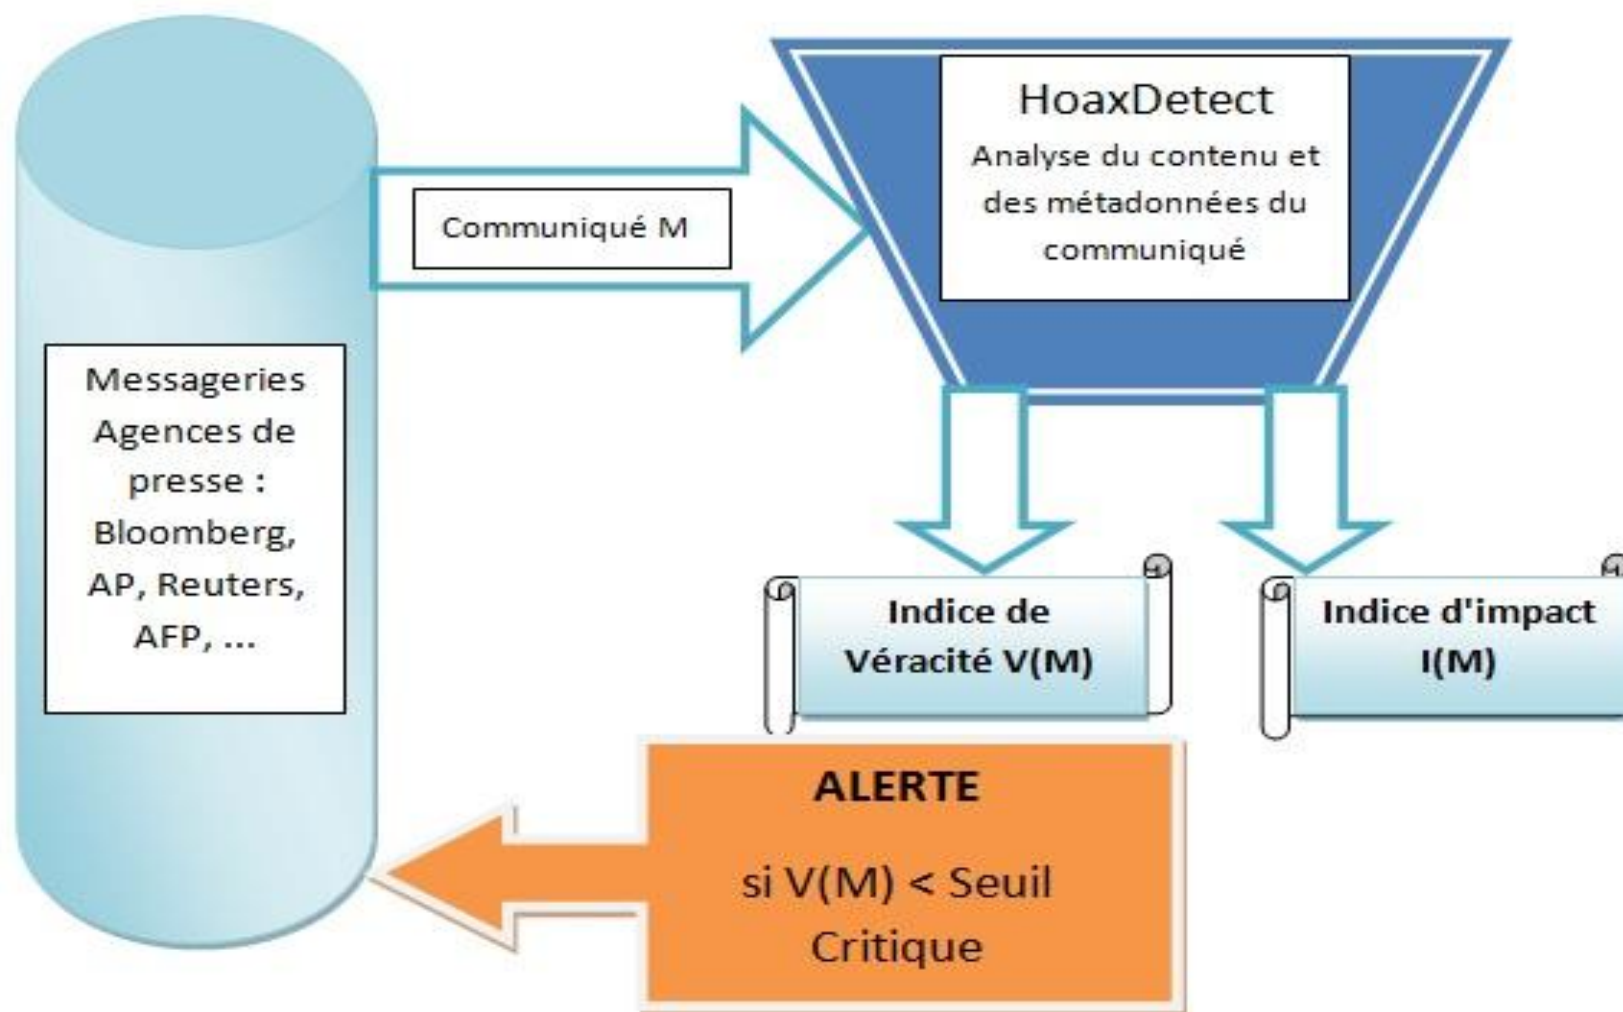 HoaxDetect
Analyse du contenu et
des métadonnées du
communiqué
Communiqué M
Messageries
Agences de
presse :
Bloomberg,
AP, Reuters,
AFP, ...
Indice de
Véracité V(M)
Indice d'impact
I(M)
ALERTE
si V(M) < Seuil
Critique